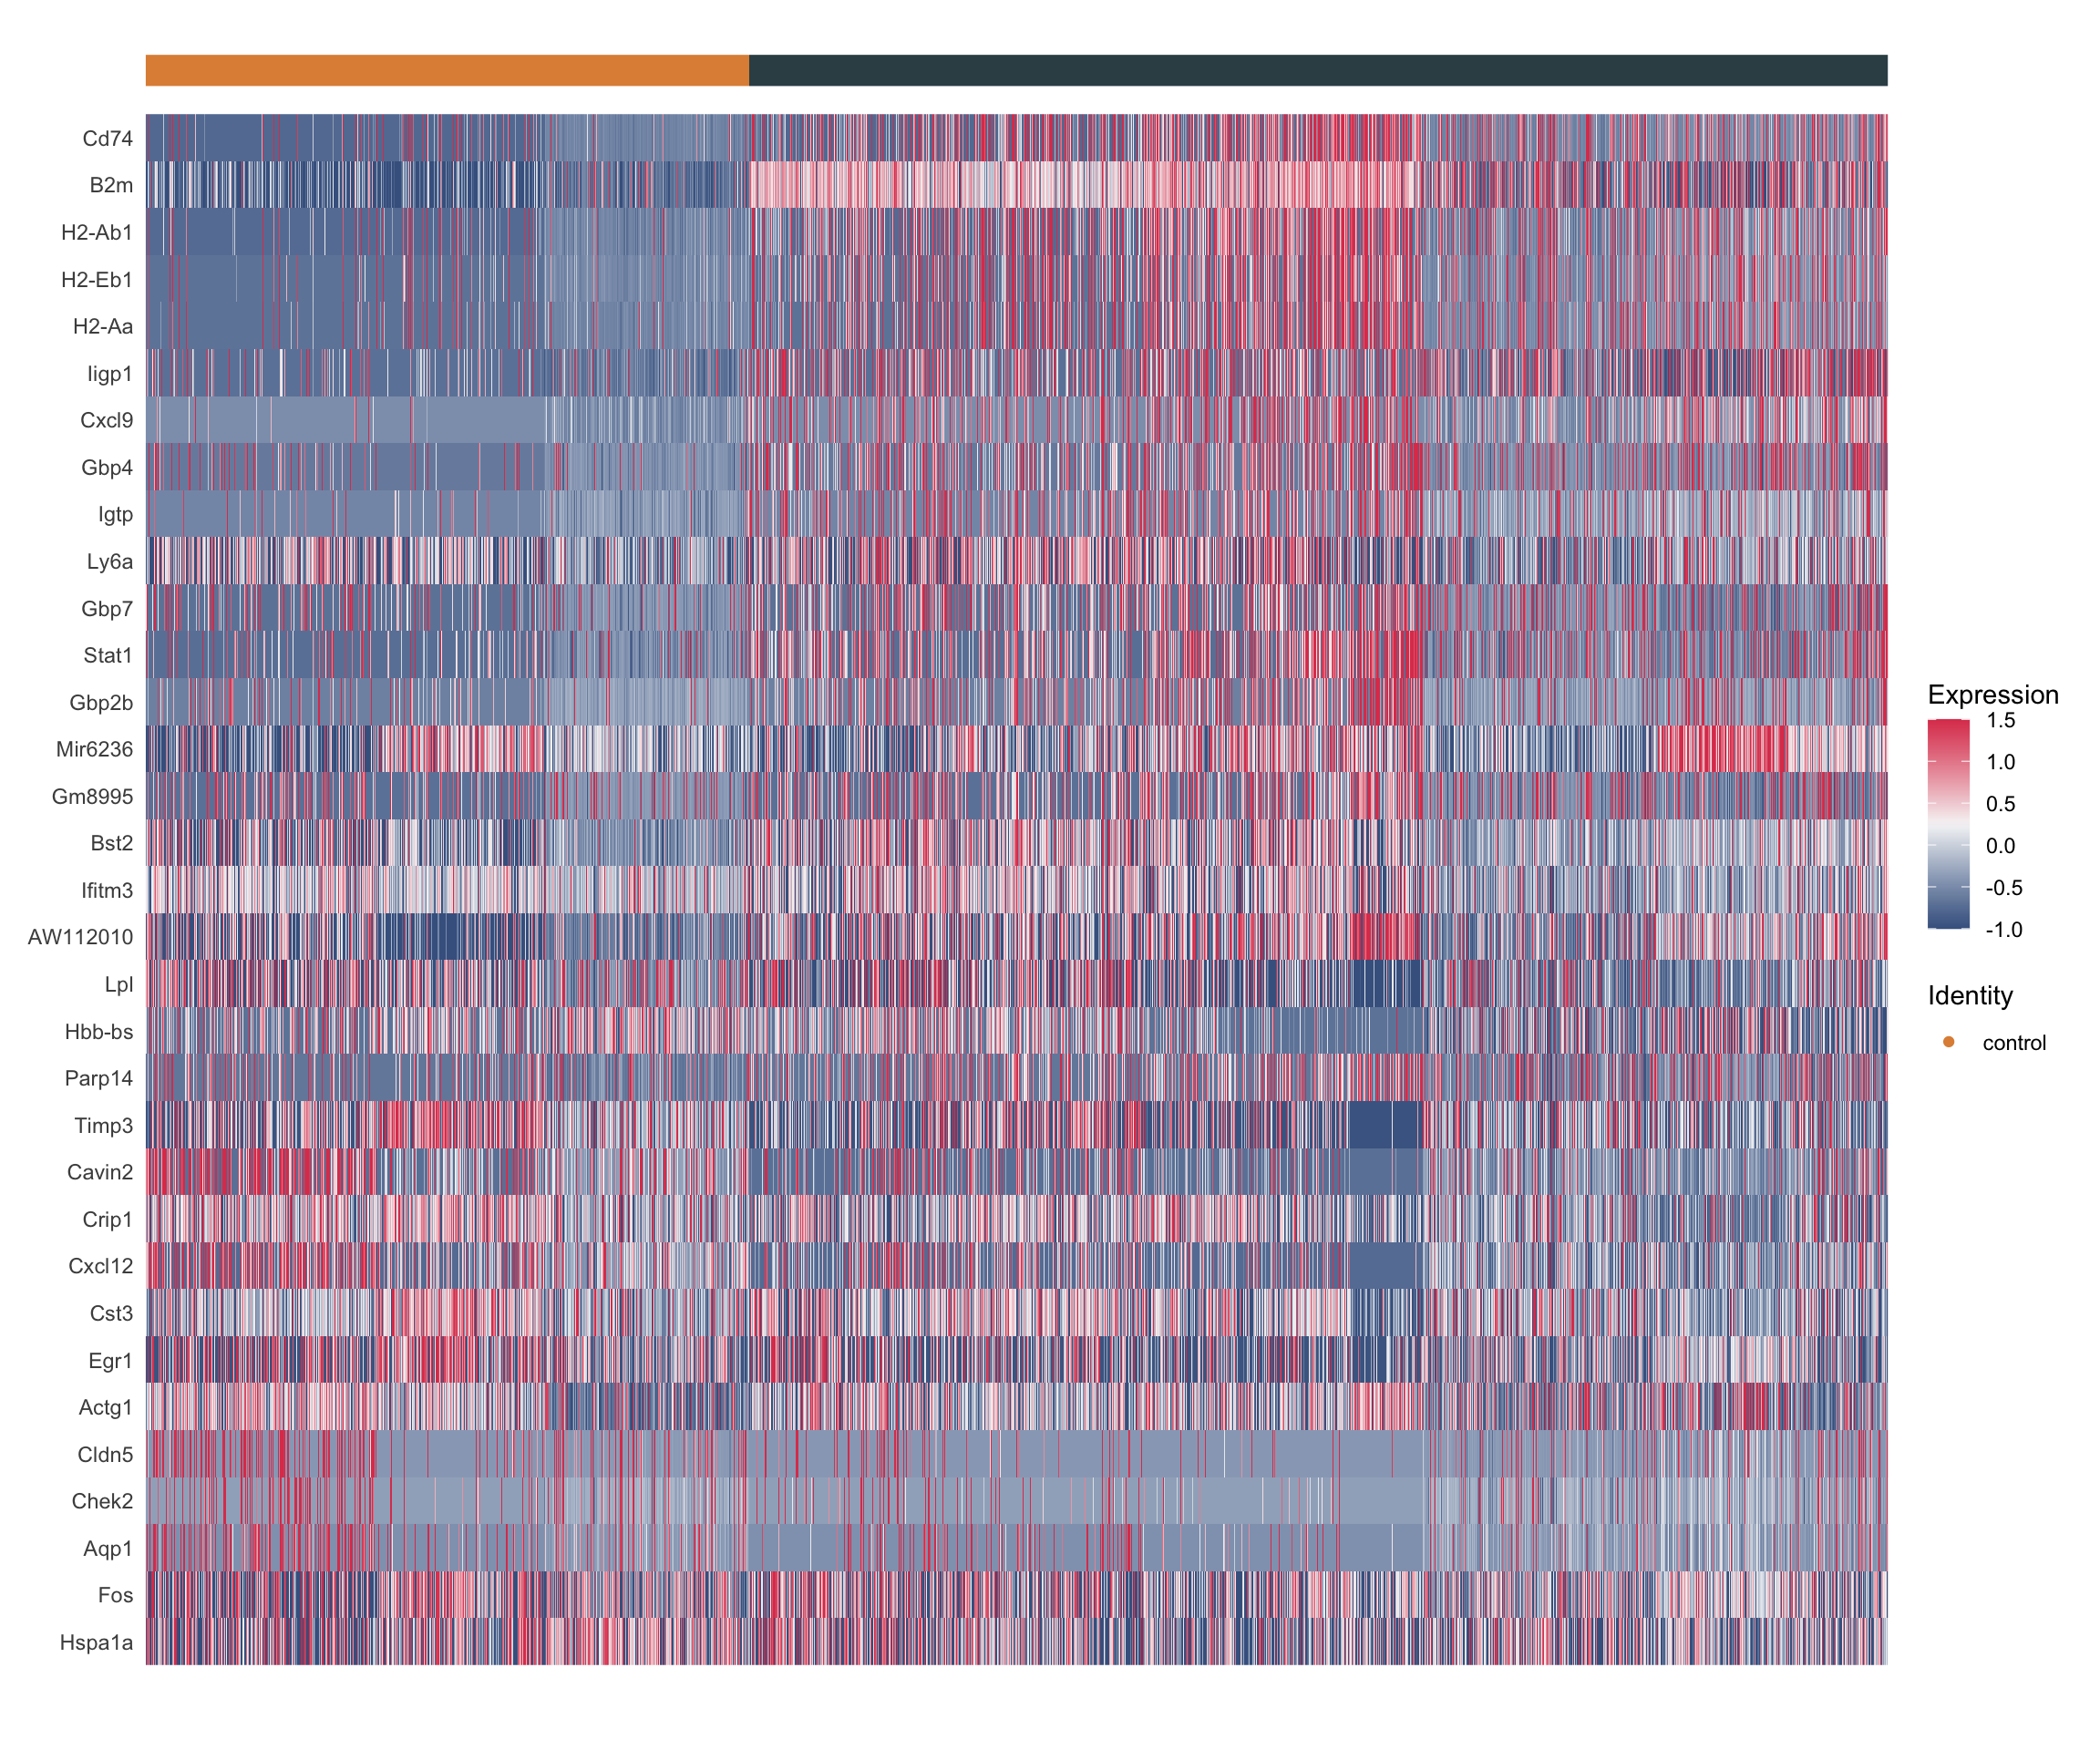 Cd74
B2m
H2-Ab1
H2-Eb1
H2-Aa
Iigp1
Cxcl9
Gbp4
Igtp
Ly6a
Gbp7
Stat1
Gbp2b
Mir6236
Gm8995
Bst2
Ifitm3
AW112010
Lpl
Hbb-bs
Parp14
Timp3
Cavin2
Crip1
Cxcl12
Cst3
Egr1
Actg1
Cldn5
Chek2
Aqp1
Fos
Hspa1a
Expression
1.5
1.0
0.5
0.0
-0.5
-1.0
Identity
control